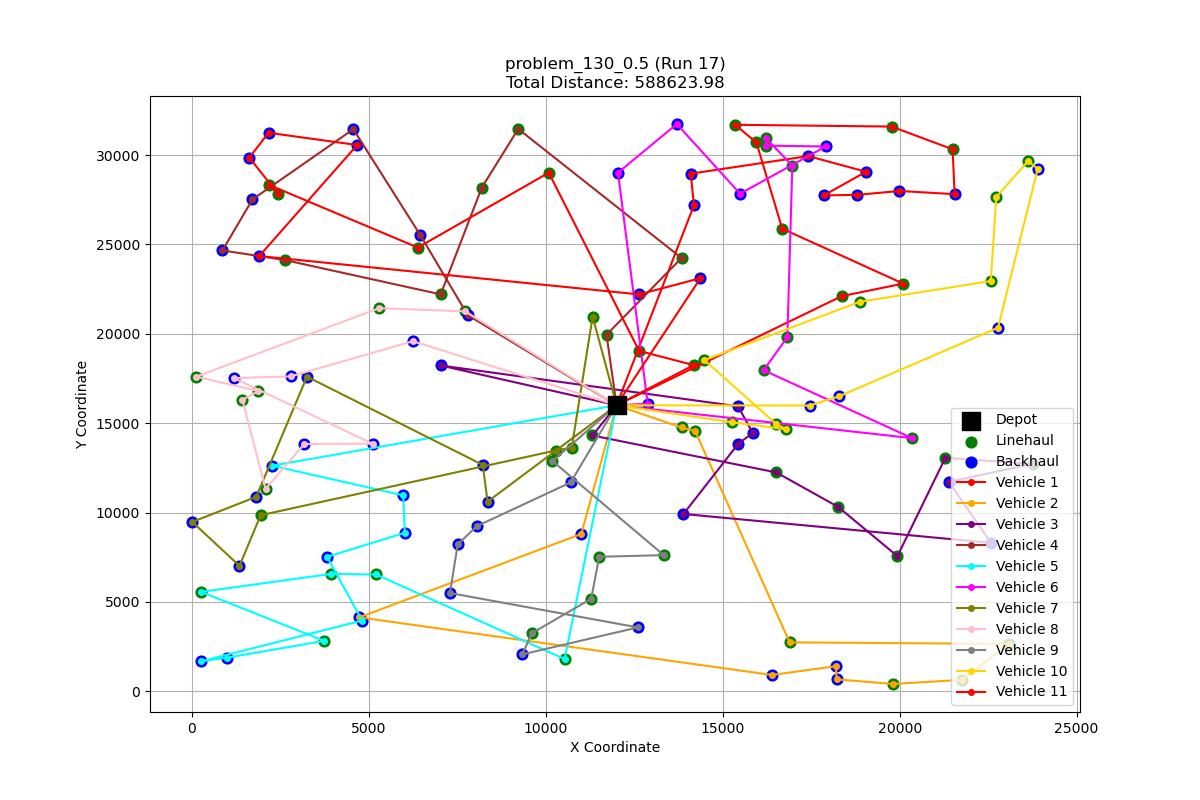 problem_130_0.5 (Run 17)
Total Distance: 588623.98
Y Coordinate
30000
25000
20000
15000
10000
5000
0
0
5000
10000
15000
20000
25000
X Coordinate
Depot
Linehaul
Backhaul
Vehicle 1
Vehicle 2
Vehicle 3
Vehicle 4
Vehicle 5
Vehicle 6
Vehicle 7
Vehicle 8
Vehicle 9
Vehicle 10
Vehicle 11